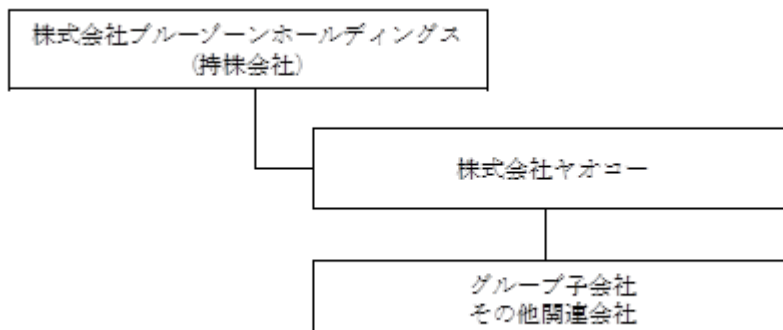 株式会社ブルーゾーンホールディングス
(持株会社)
株式会社ヤオコー
グループ子会社
その他関連会社